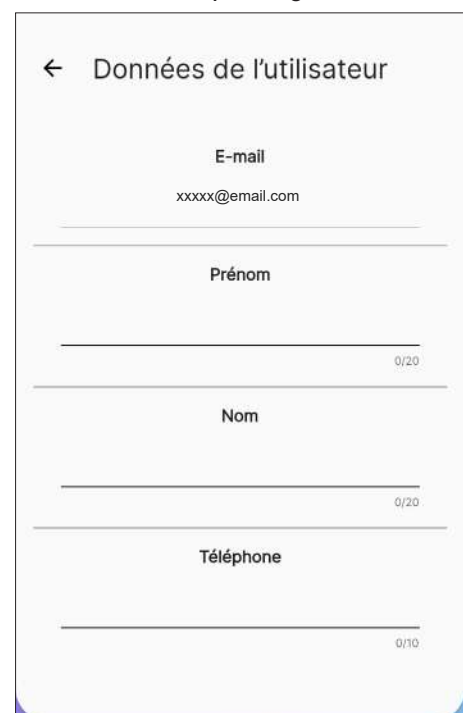 ← Données de l'utilisateur
E-mail
xxxxx@email.com
Prénom
0/20
Nom
0/20
Téléphone
0/10